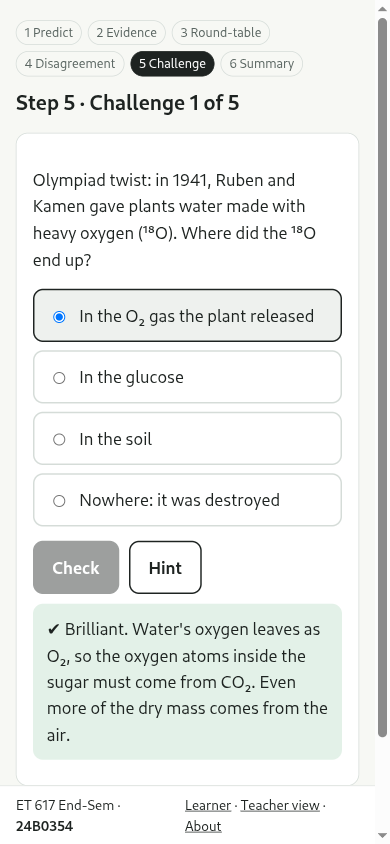 1 Predict
2 Evidence
3 Round-table
4 Disagreement
5 Challenge
6 Summary
Step 5 · Challenge 1 of 5
Olympiad twist: in 1941, Ruben and
Kamen gave plants water made with
heavy oxygen (¹⁸O). Where did the ¹⁸O
end up?
In the O₂ gas the plant released
In the glucose
In the soil
Nowhere: it was destroyed
Check
Hint
✔ Brilliant. Water's oxygen leaves as
O₂, so the oxygen atoms inside the
sugar must come from CO₂. Even
more of the dry mass comes from the
air.
ET 617 End-Sem ·
24B0354
Learner · Teacher view ·
About